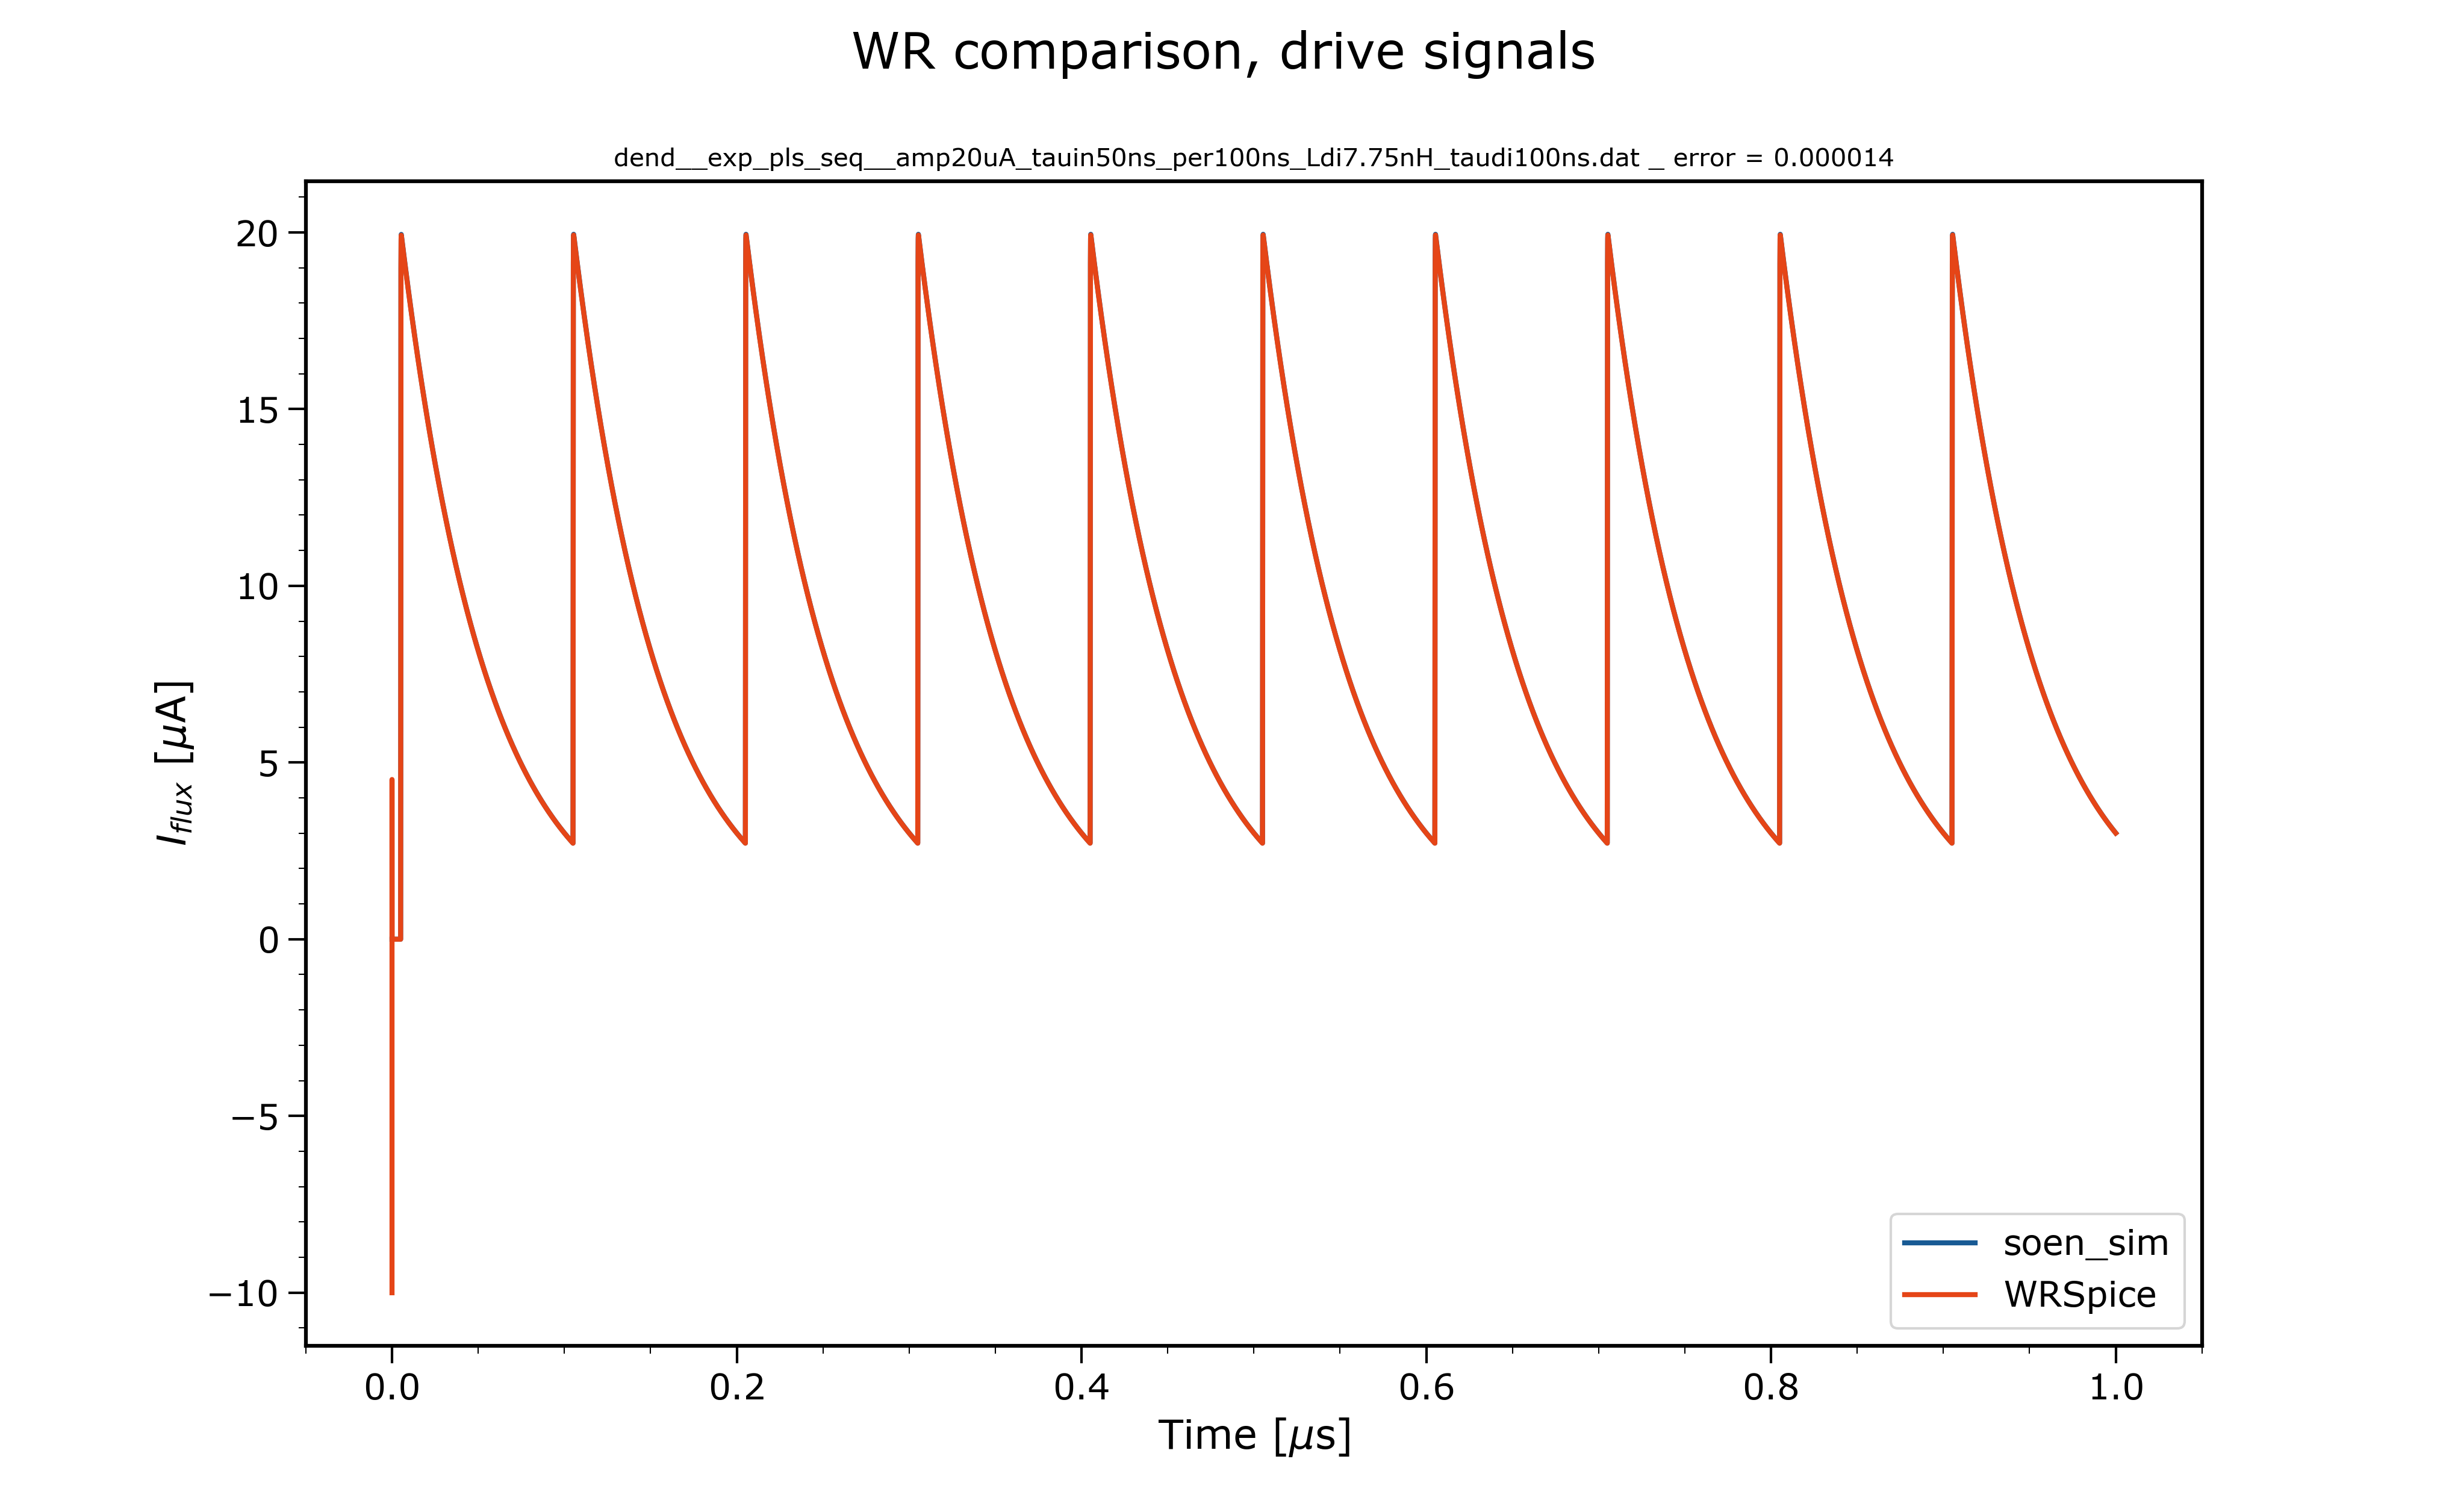 WR comparison, drive signals
dend__exp_pls_seq__amp20uA_tauin50ns_per100ns_Ldi7.75nH_taudi100ns.dat _ error = 0.000014
20
15
10
5
0
−5
−10
I_flux [μA]
soen_sim
WRSpice
0.0 0.2 0.4 0.6 0.8 1.0
Time [μs]